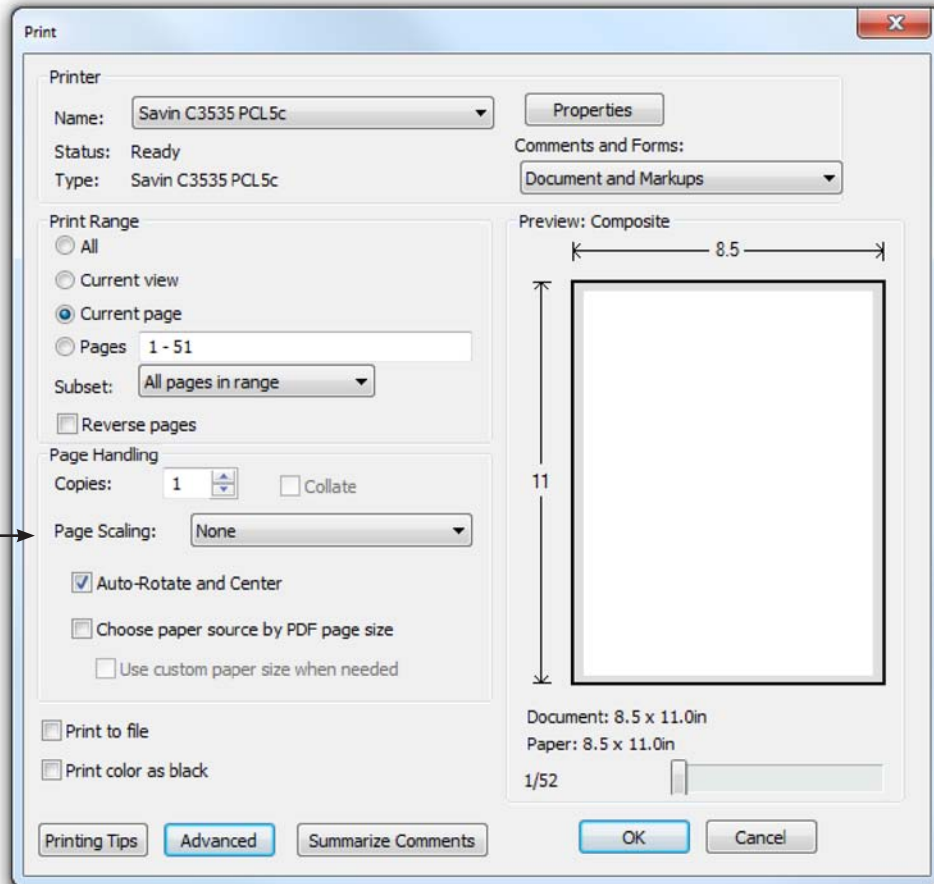 Print
Printer
Name: Savin C3535 PCL5c
Properties
Status: Ready
Comments and Forms:
Type: Savin C3535 PCL5c
Document and Markups
Print Range
All
Current view
Current page
Pages 1 - 51
Subset: All pages in range
Reverse pages
Page Handling
Copies: 1 Collate
Page Scaling: None
Auto-Rotate and Center
Choose paper source by PDF page size
Use custom paper size when needed
Print to file
Print color as black
Preview: Composite
8.5
11
Document: 8.5 x 11.0in
Paper: 8.5 x 11.0in
1/52
Printing Tips Advanced Summarize Comments OK Cancel